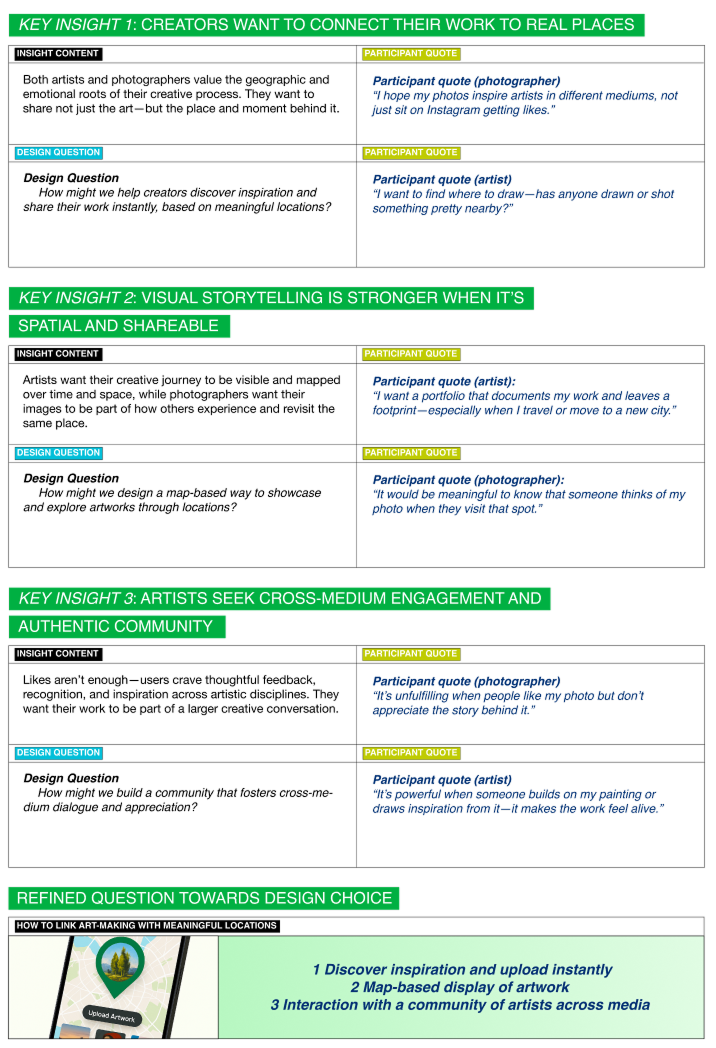 KEY INSIGHT 1: CREATORS WANT TO CONNECT THEIR WORK TO REAL PLACES
INSIGHT CONTENT
Both artists and photographers value the geographic and
emotional roots of their creative process. They want to
share not just the art—but the place and moment behind it.
PARTICIPANT QUOTE
Participant quote (photographer)
“I hope my photos inspire artists in different mediums, not
just sit on Instagram getting likes.”
DESIGN QUESTION
Design Question
How might we help creators discover inspiration and
share their work instantly, based on meaningful locations?
PARTICIPANT QUOTE
Participant quote (artist)
“I want to find where to draw—has anyone drawn or shot
something pretty nearby?”
KEY INSIGHT 2: VISUAL STORYTELLING IS STRONGER WHEN IT’S
SPATIAL AND SHAREABLE
INSIGHT CONTENT
Artists want their creative journey to be visible and mapped
over time and space, while photographers want their
images to be part of how others experience and revisit the
same place.
PARTICIPANT QUOTE
Participant quote (artist):
“I want a portfolio that documents my work and leaves a
footprint—especially when I travel or move to a new city.”
DESIGN QUESTION
Design Question
How might we design a map-based way to showcase
and explore artworks through locations?
PARTICIPANT QUOTE
Participant quote (photographer):
“It would be meaningful to know that someone thinks of my
photo when they visit that spot.”
KEY INSIGHT 3: ARTISTS SEEK CROSS-MEDIUM ENGAGEMENT AND
AUTHENTIC COMMUNITY
INSIGHT CONTENT
Likes aren’t enough—users crave thoughtful feedback,
recognition, and inspiration across artistic disciplines. They
want their work to be part of a larger creative conversation.
PARTICIPANT QUOTE
Participant quote (photographer)
“It’s unfulfilling when people like my photo but don’t
appreciate the story behind it.”
DESIGN QUESTION
Design Question
How might we build a community that fosters cross-me-
dium dialogue and appreciation?
PARTICIPANT QUOTE
Participant quote (artist)
“It’s powerful when someone builds on my painting or
draws inspiration from it—it makes the work feel alive.”
REFINED QUESTION TOWARDS DESIGN CHOICE
HOW TO LINK ART-MAKING WITH MEANINGFUL LOCATIONS
Upload Artwork
1 Discover inspiration and upload instantly
2 Map-based display of artwork
3 Interaction with a community of artists across media